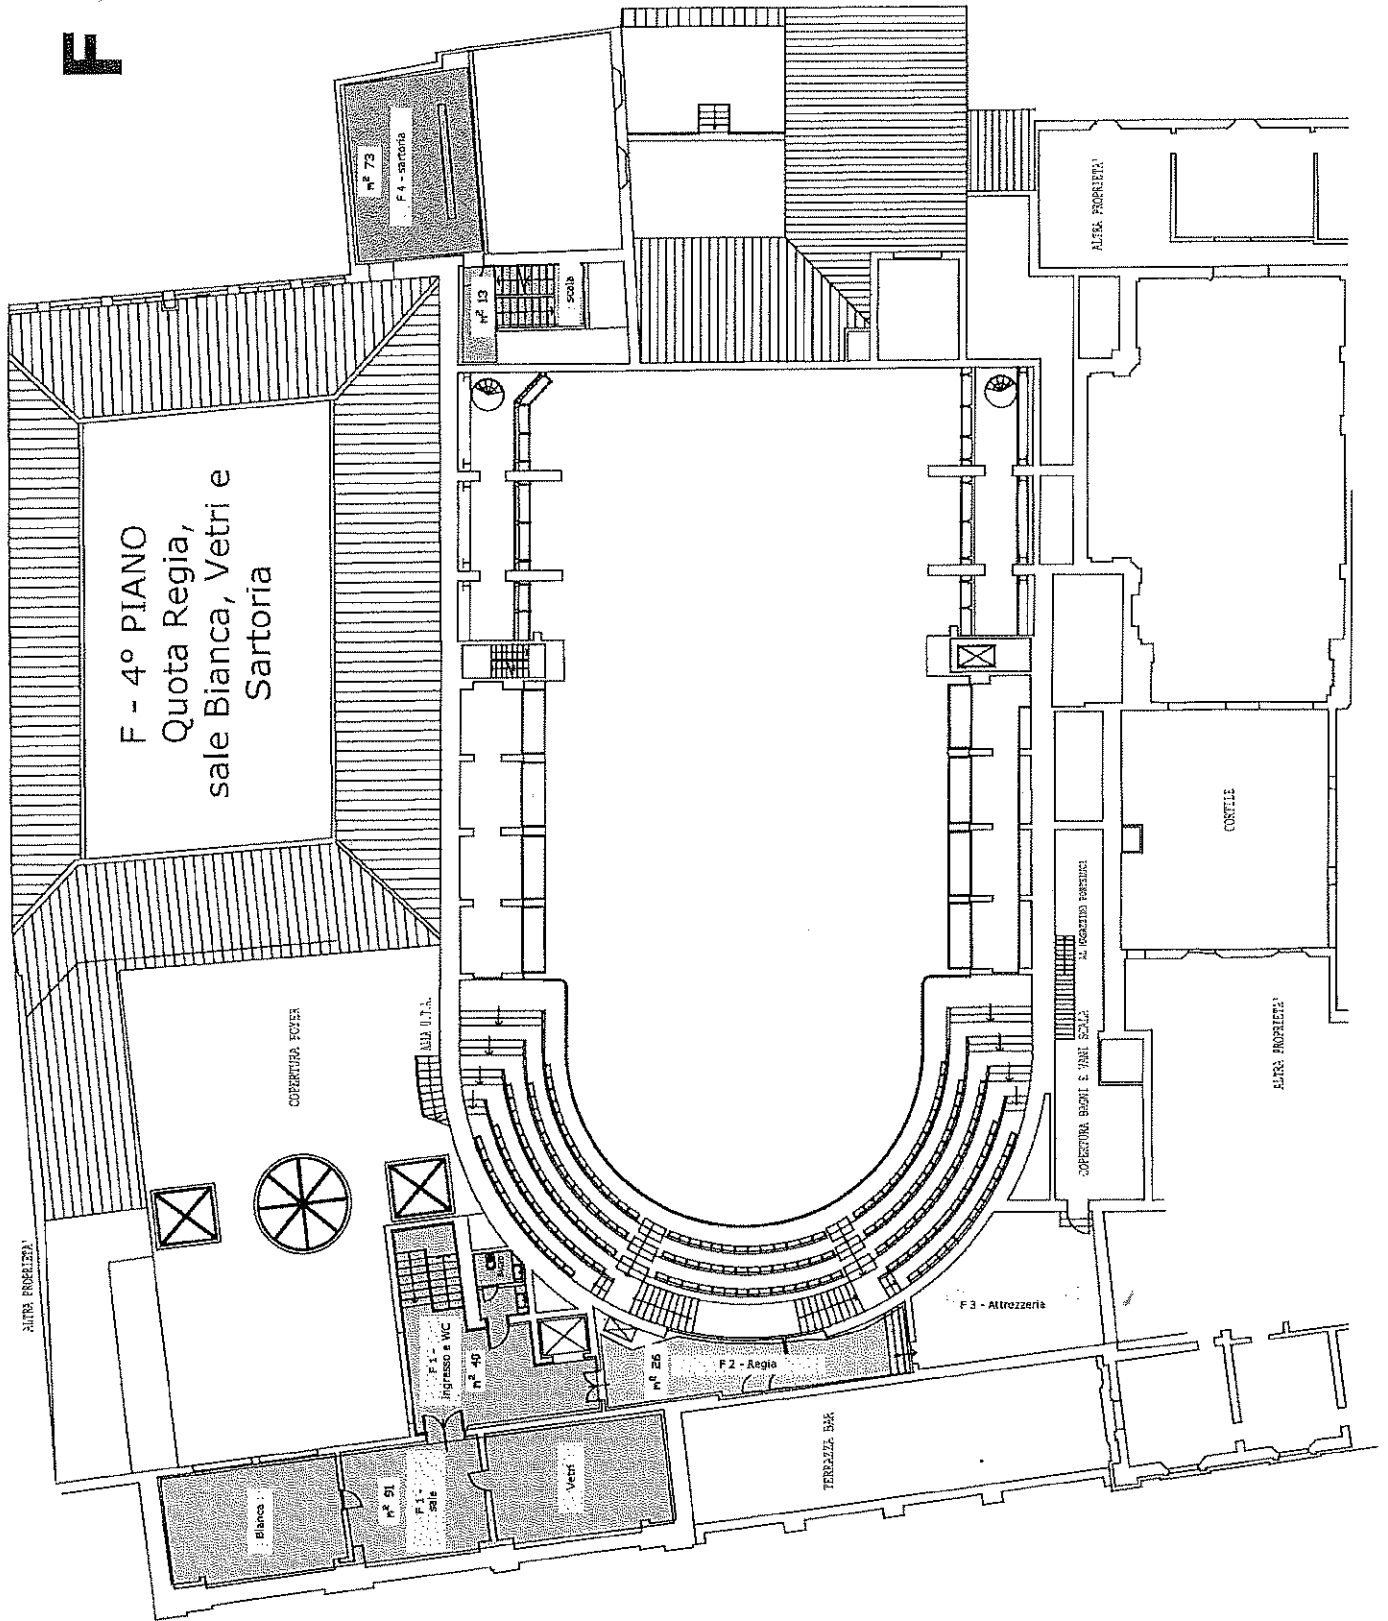 F
F - 4° PIANO
Quota Regia,
sale Bianca, Vetri e
Sartoria
m² 73
F 4 - sartoria
m² 13
scala
ALTRA PROPRIETA'
COPERTURA FOYER
ALTRA PROPRIETA'
F 1 -
ingresso e WC
m² 40
m² 26
F 2 - Regia
F 3 - Attrezzeria
Bianca
m² 91
F 1 -
sale
Vetri
TERRAZZA BAR
COPERTURA BAGNI E VANI SCALA
CORTILE
ALTRA PROPRIETA'